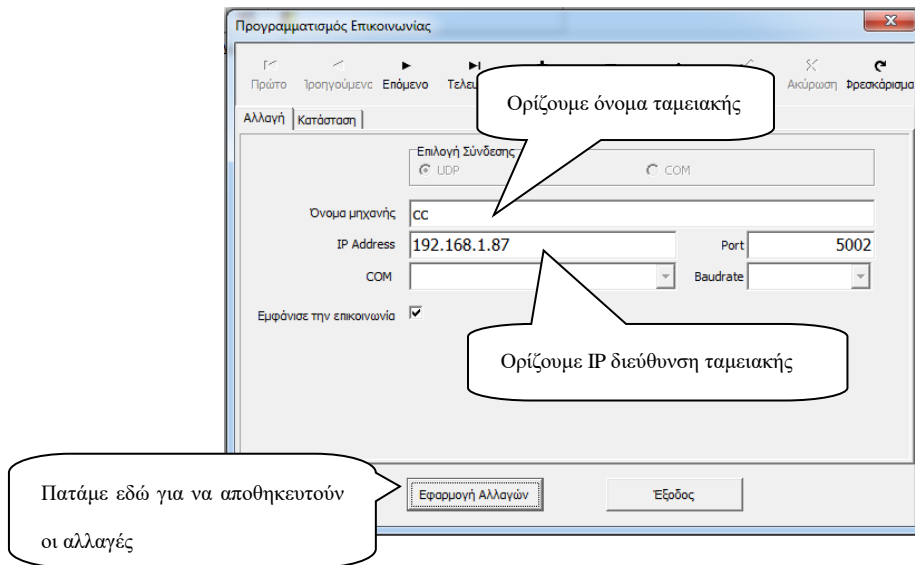 Προγραμματισμός Επικοινωνίας
Πρώτο Επόμενο Ακύρωση Φρεσκάρισμα
Ορίζουμε όνομα ταμειακής
Αλλαγή Κατάσταση
Επιλογή Σύνδεσης
UDP COM
Όνομα μηχανής cc
IP Address 192.168.1.87 Port 5002
COM Baudrate
Εμφάνισε την επικοινωνία
Ορίζουμε IP διεύθυνση ταμειακής
Πατάμε εδώ για να αποθηκευτούν
οι αλλαγές
Εφαρμογή Αλλαγών Έξοδος